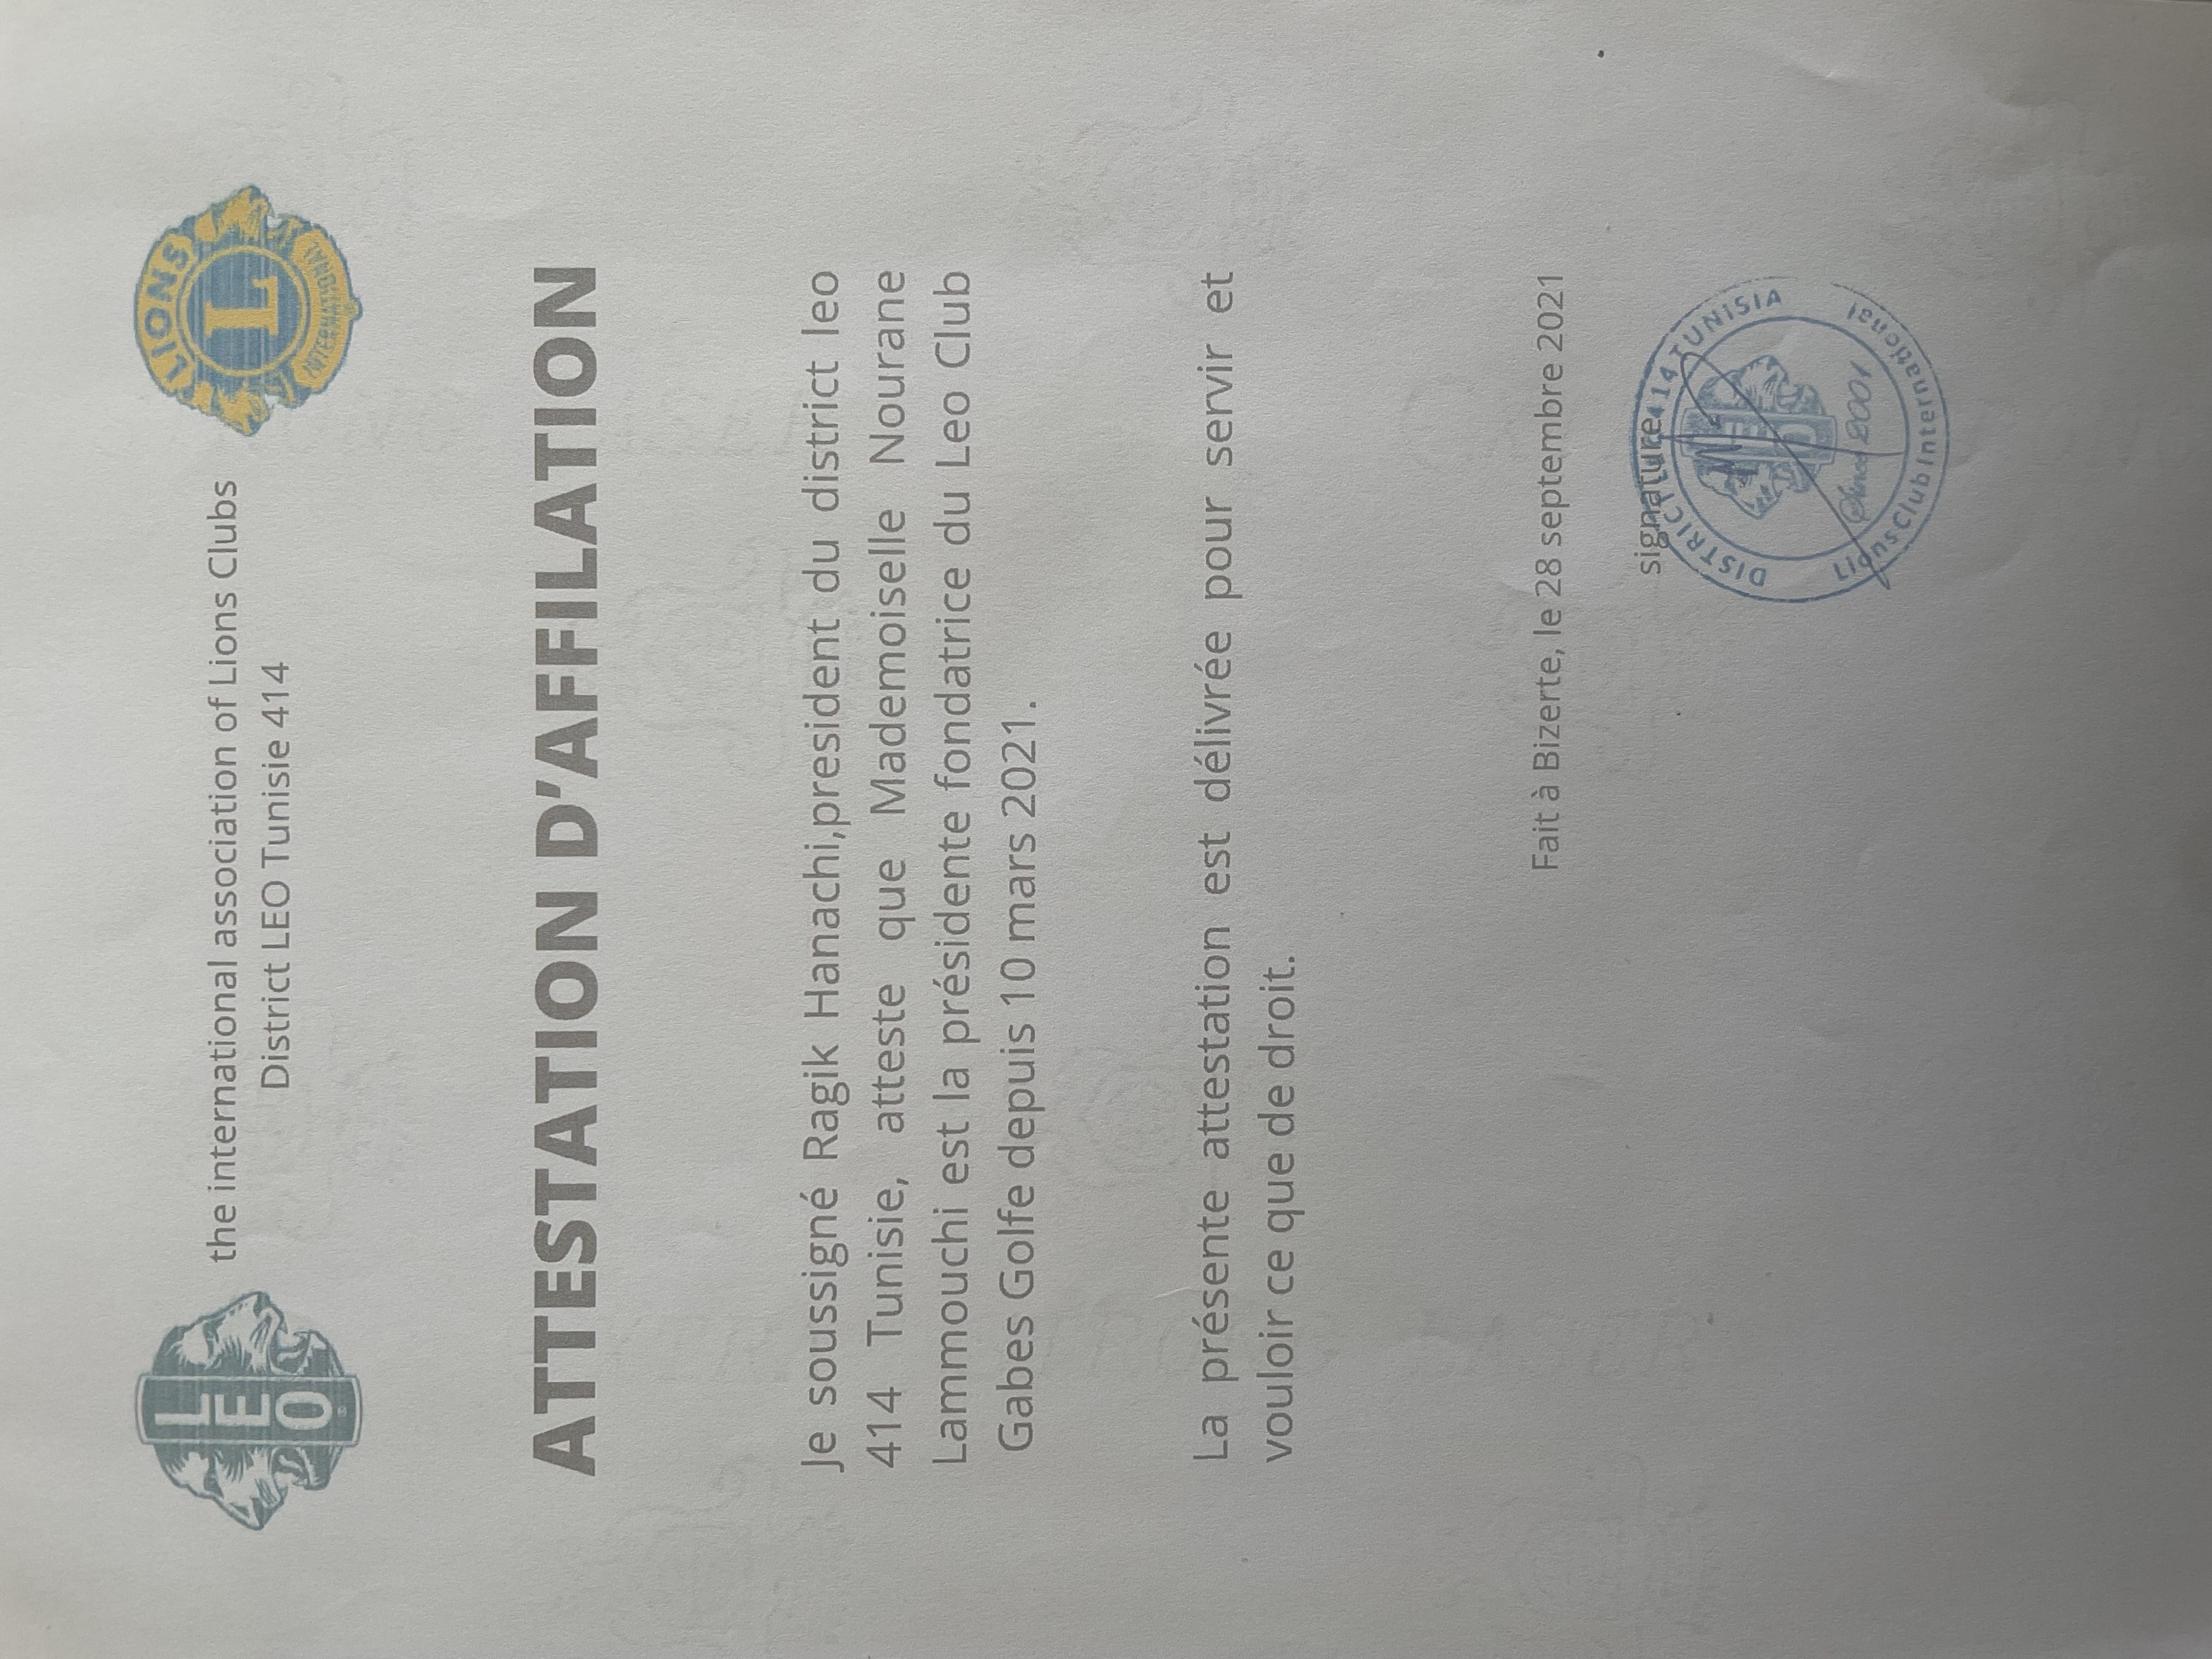 LEO
the international association of Lions Clubs
District LEO Tunisie 414
LIONS
L
INTERNATIONAL
ATTESTATION D'AFFILATION
Je soussigné Ragik Hanachi,president du district leo
414 Tunisie, atteste que Mademoiselle Nourane
Lammouchi est la présidente fondatrice du Leo Club
Gabes Golfe depuis 10 mars 2021.
La présente attestation est délivrée pour servir et
vouloir ce que de droit.
Fait à Bizerte, le 28 septembre 2021
signature
DISTRICT LEO 414 TUNISIA
LEO
Since 2001
Lions Club International